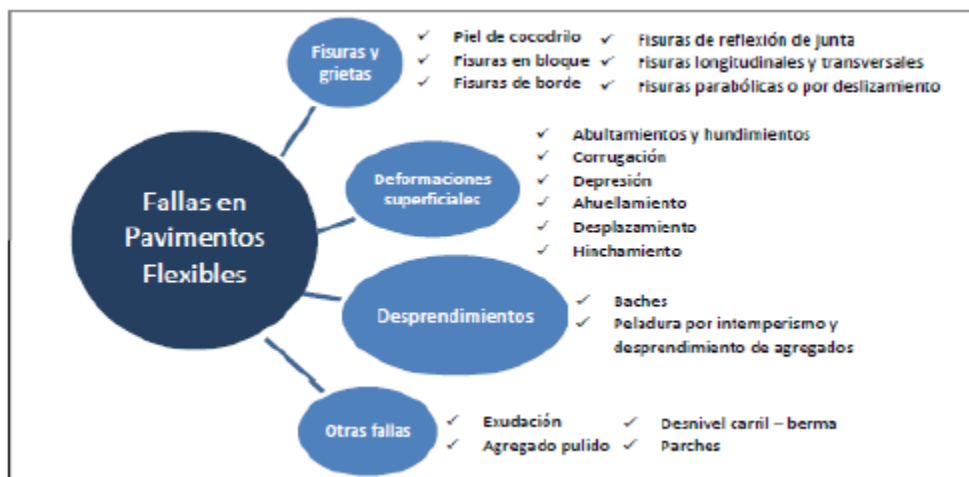 Fisuras y
grietas
✓ Piel de cocodrilo
✓ Fisuras en bloque
✓ Fisuras de borde
✓ Fisuras de reflexión de junta
✓ Fisuras longitudinales y transversales
✓ Fisuras parabólicas o por deslizamiento
Fallas en
Pavimentos
Flexibles
Deformaciones
superficiales
✓ Abultamientos y hundimientos
✓ Corrugación
✓ Depresión
✓ Ahuellamiento
✓ Desplazamiento
✓ Hinchamiento
Desprendimientos
✓ Baches
✓ Peladura por intemperismo y
desprendimiento de agregados
Otras fallas
✓ Exudación
✓ Agregado pulido
✓ Desnivel carril – berma
✓ Parches